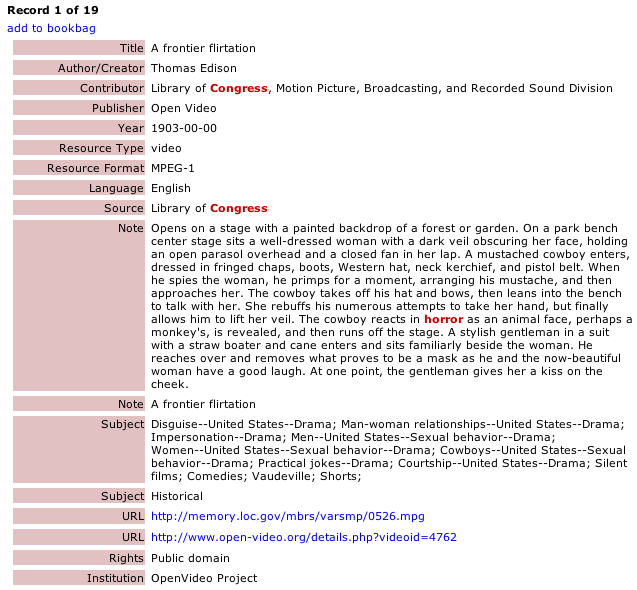 Record 1 of 19
add to bookbag
Title A frontier flirtation
Author/Creator Thomas Edison
Contributor Library of Congress, Motion Picture, Broadcasting, and Recorded Sound Division
Publisher Open Video
Year 1903-00-00
Resource Type video
Resource Format MPEG-1
Language English
Source Library of Congress
Note Opens on a stage with a painted backdrop of a forest or garden. On a park bench
center stage sits a well-dressed woman with a dark veil obscuring her face, holding
an open parasol overhead and a closed fan in her lap. A mustached cowboy enters,
dressed in fringed chaps, boots, Western hat, neck kerchief, and pistol belt. When
he spies the woman, he primps for a moment, arranging his mustache, and then
approaches her. The cowboy takes off his hat and bows, then leans into the bench
to talk with her. She rebuffs his numerous attempts to take her hand, but finally
allows him to lift her veil. The cowboy reacts in horror as an animal face, perhaps a
monkey's, is revealed, and then runs off the stage. A stylish gentleman in a suit
with a straw boater and cane enters and sits familiarly beside the woman. He
reaches over and removes what proves to be a mask as he and the now-beautiful
woman have a good laugh. At one point, the gentleman gives her a kiss on the
cheek.
Note A frontier flirtation
Subject Disguise--United States--Drama; Man-woman relationships--United States--Drama;
Impersonation--Drama; Men--United States--Sexual behavior--Drama;
Women--United States--Sexual behavior--Drama; Cowboys--United States--Sexual
behavior--Drama; Practical jokes--Drama; Courtship--United States--Drama; Silent
films; Comedies; Vaudeville; Shorts;
Subject Historical
URL http://memory.loc.gov/mbrs/varsmp/0526.mpg
URL http://www.open-video.org/details.php?videoid=4762
Rights Public domain
Institution OpenVideo Project